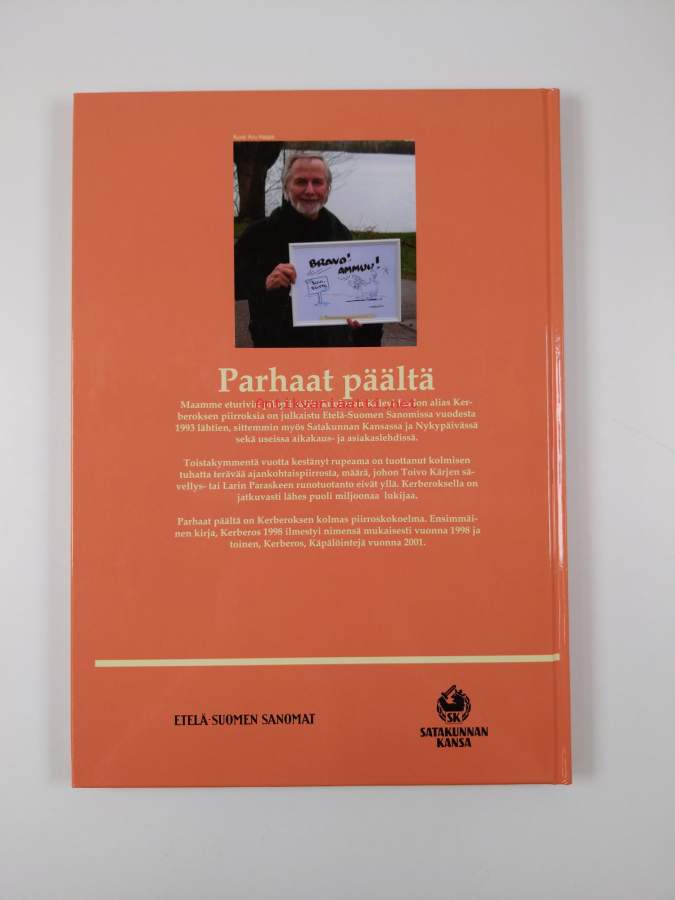 BRAVO!
AMMUU!
Parhaat päältä
Maamme eturivin
alias Ker-
beroksen piirroksia on julkaistu Etelä-Suomen Sanomissa vuodesta
1993 lähtien, sittemmin myös Satakunnan Kansassa ja Nykypäivässä
sekä useissa aikakaus- ja asiakaslehdissä.
Toistakymmentä vuotta kestänyt rupeama on tuottanut kolmisen
tuhatta terävää ajankohtaispiirrosta, määrä, johon Toivo Kärjen sä-
vellys- tai Larin Paraskeen runotuotanto eivät yllä. Kerberoksella on
jatkuvasti lähes puoli miljoonaa lukijaa.
Parhaat päältä on Kerberoksen kolmas piirroskokoelma. Ensimmäi-
nen kirja, Kerberos 1998 ilmestyi nimensä mukaisesti vuonna 1998 ja
toinen, Kerberos, Käpälöintejä vuonna 2001.
ETELÄ-SUOMEN SANOMAT
SK
SATAKUNNAN
KANSA